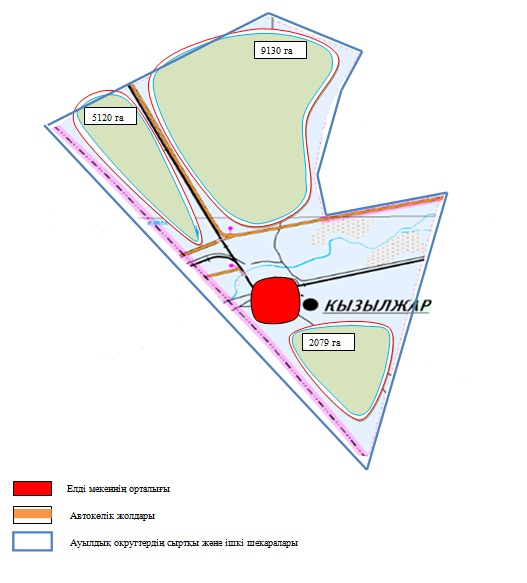 9130 га
5120 га
КЫЗЫЛЖАР
2079 га
Елді мекеннің орталығы
Автокөлік жолдары
Ауылдық округтердің сыртқы және ішкі шекаралары